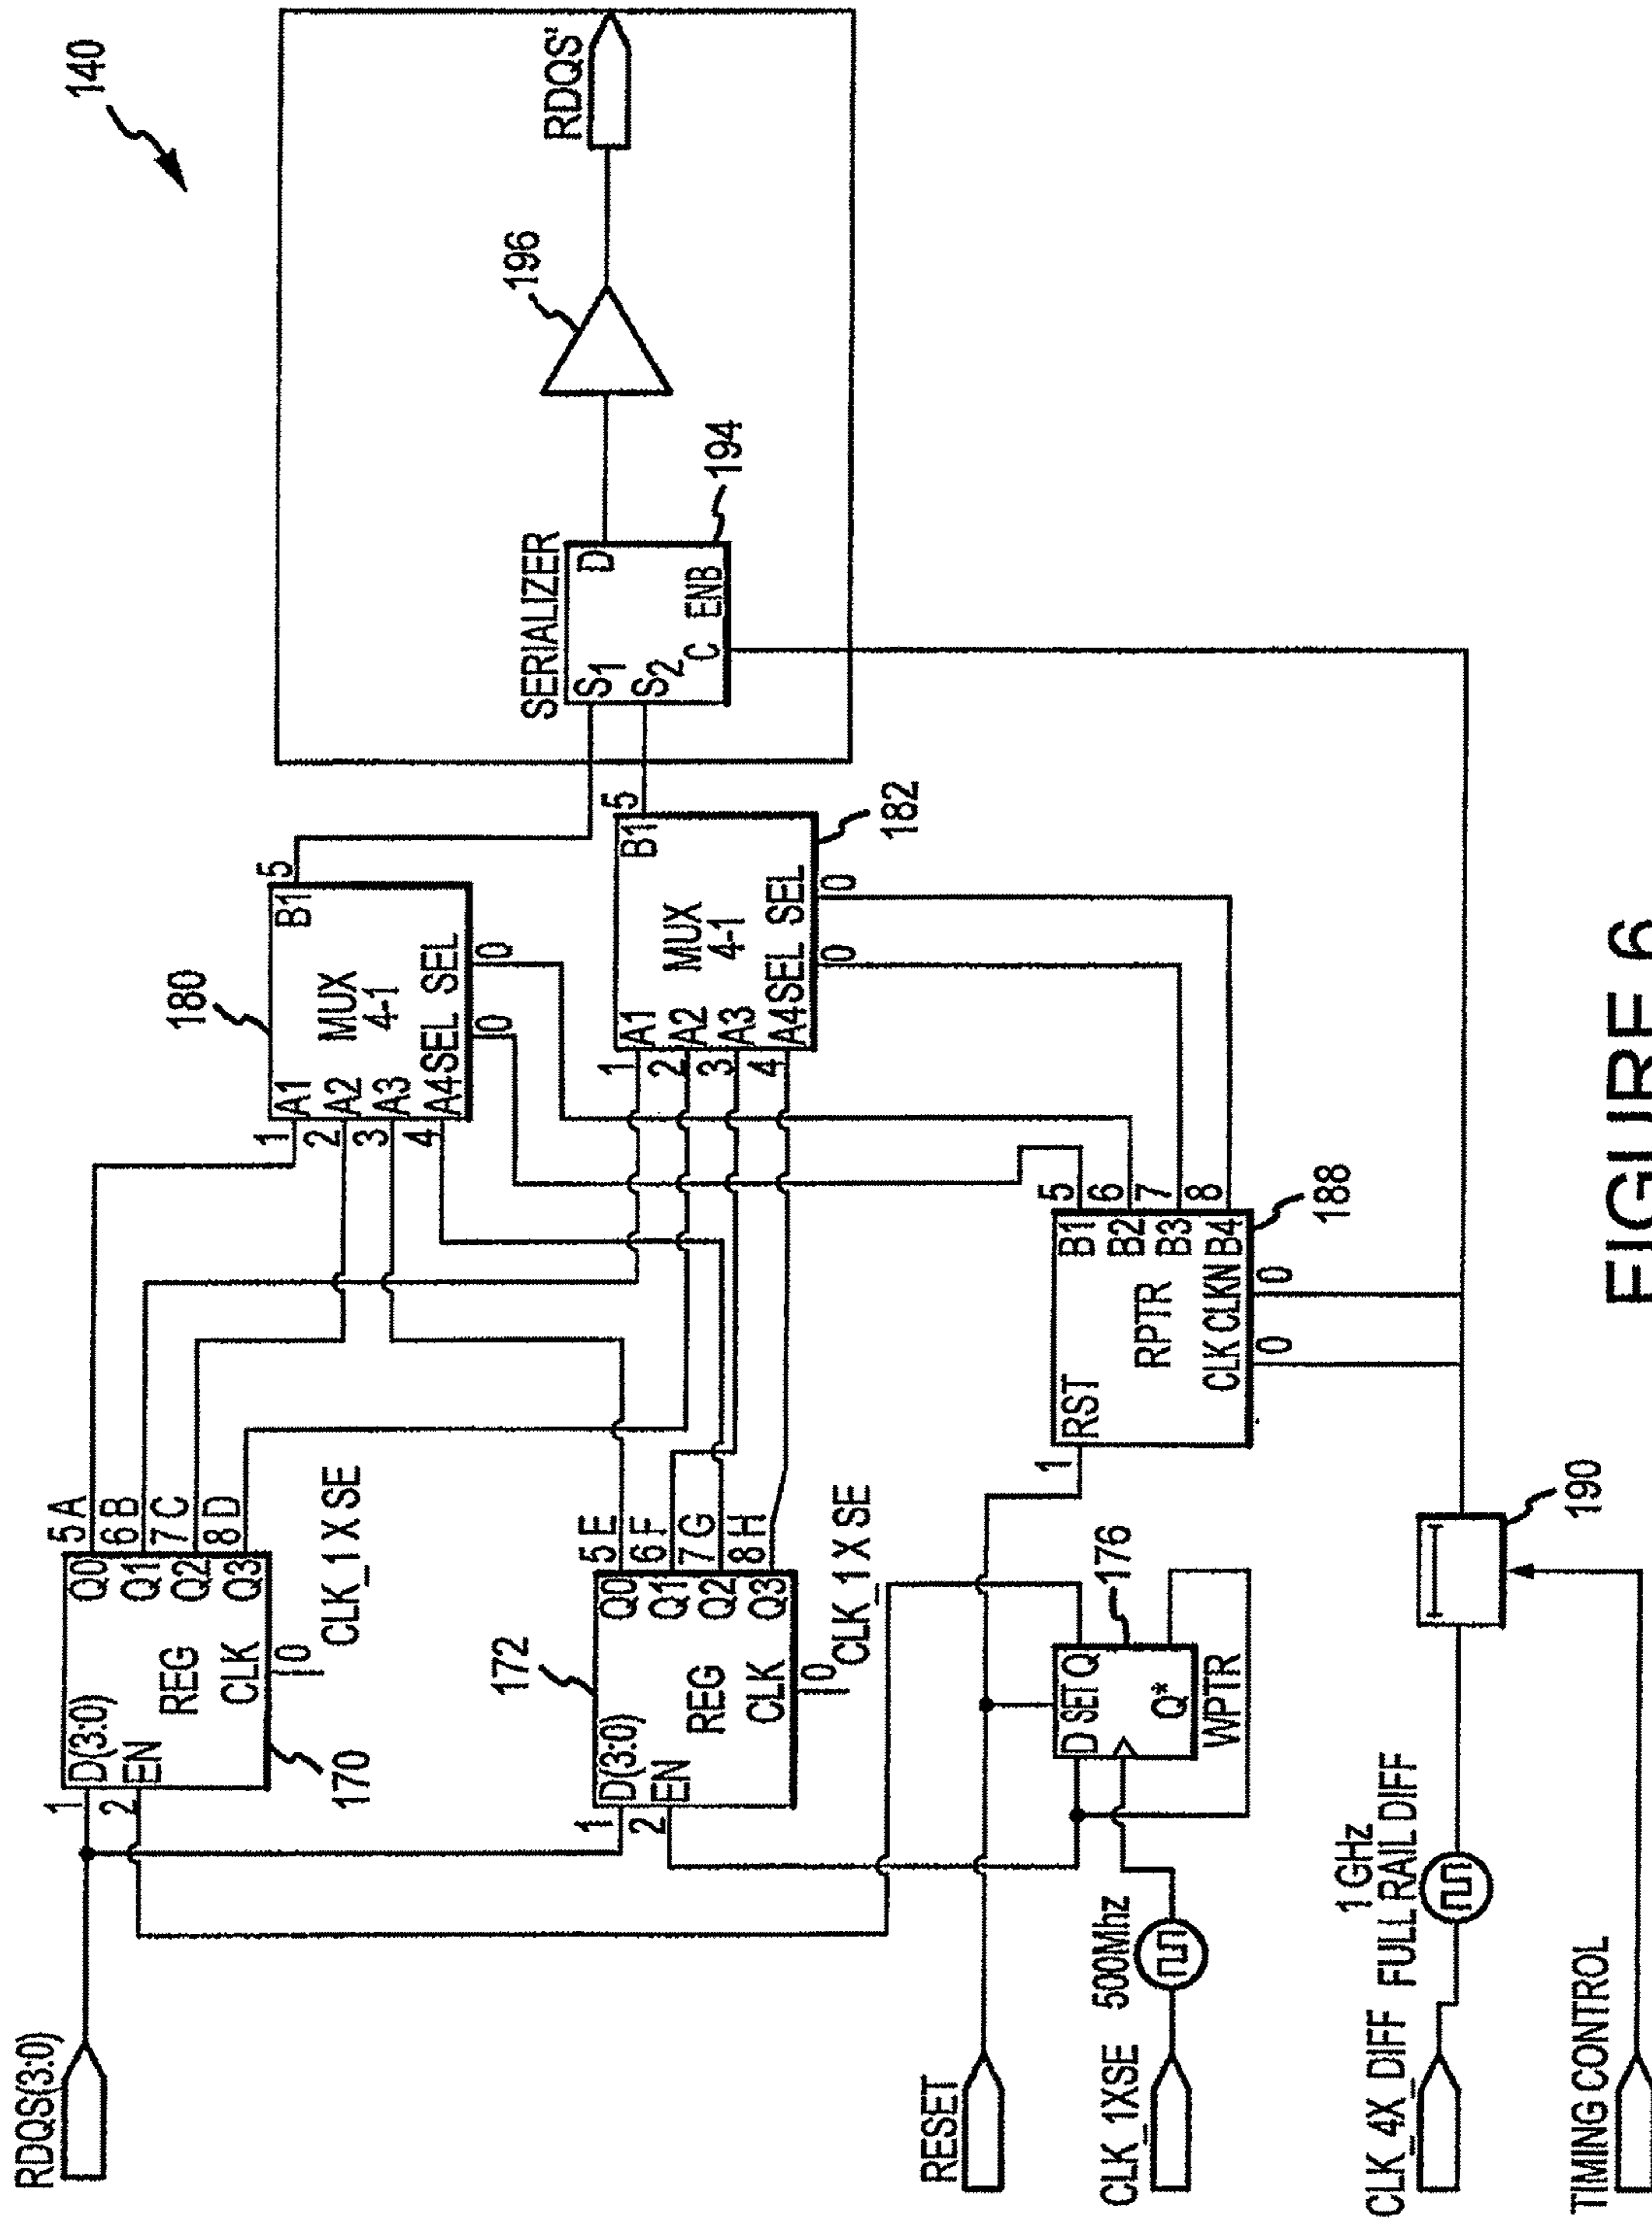 140
RDQS(3:0)
1
2
D(3:0)
EN
REG
CLK
0
CLK_1 X SE
Q0
Q1
Q2
Q3
5 A
6 B
7 C
8 D
170
172
1
2
D(3:0)
EN
REG
CLK
0
CLK_1 X SE
Q0
Q1
Q2
Q3
5 E
6 F
7 G
8 H
180
1
2
3
4
A1
A2
A3
A4
SEL SEL
MUX
4-1
B1
5
0
0
1
2
3
4
A1
A2
A3
A4
SEL SEL
MUX
4-1
B1
5
0
0
182
SERIALIZER
S1
S2
C ENB
D
194
196
RDQS'
RESET
CLK_1XSE
500Mhz
D SET Q
Q*
WPTR
176
1
RST
RPTR
CLK CLKN
0
0
B1
B2
B3
B4
5
6
7
8
188
CLK_4X_DIFF
1 GHz
FULL RAIL DIFF
190
TIMING CONTROL
FIGURE 6